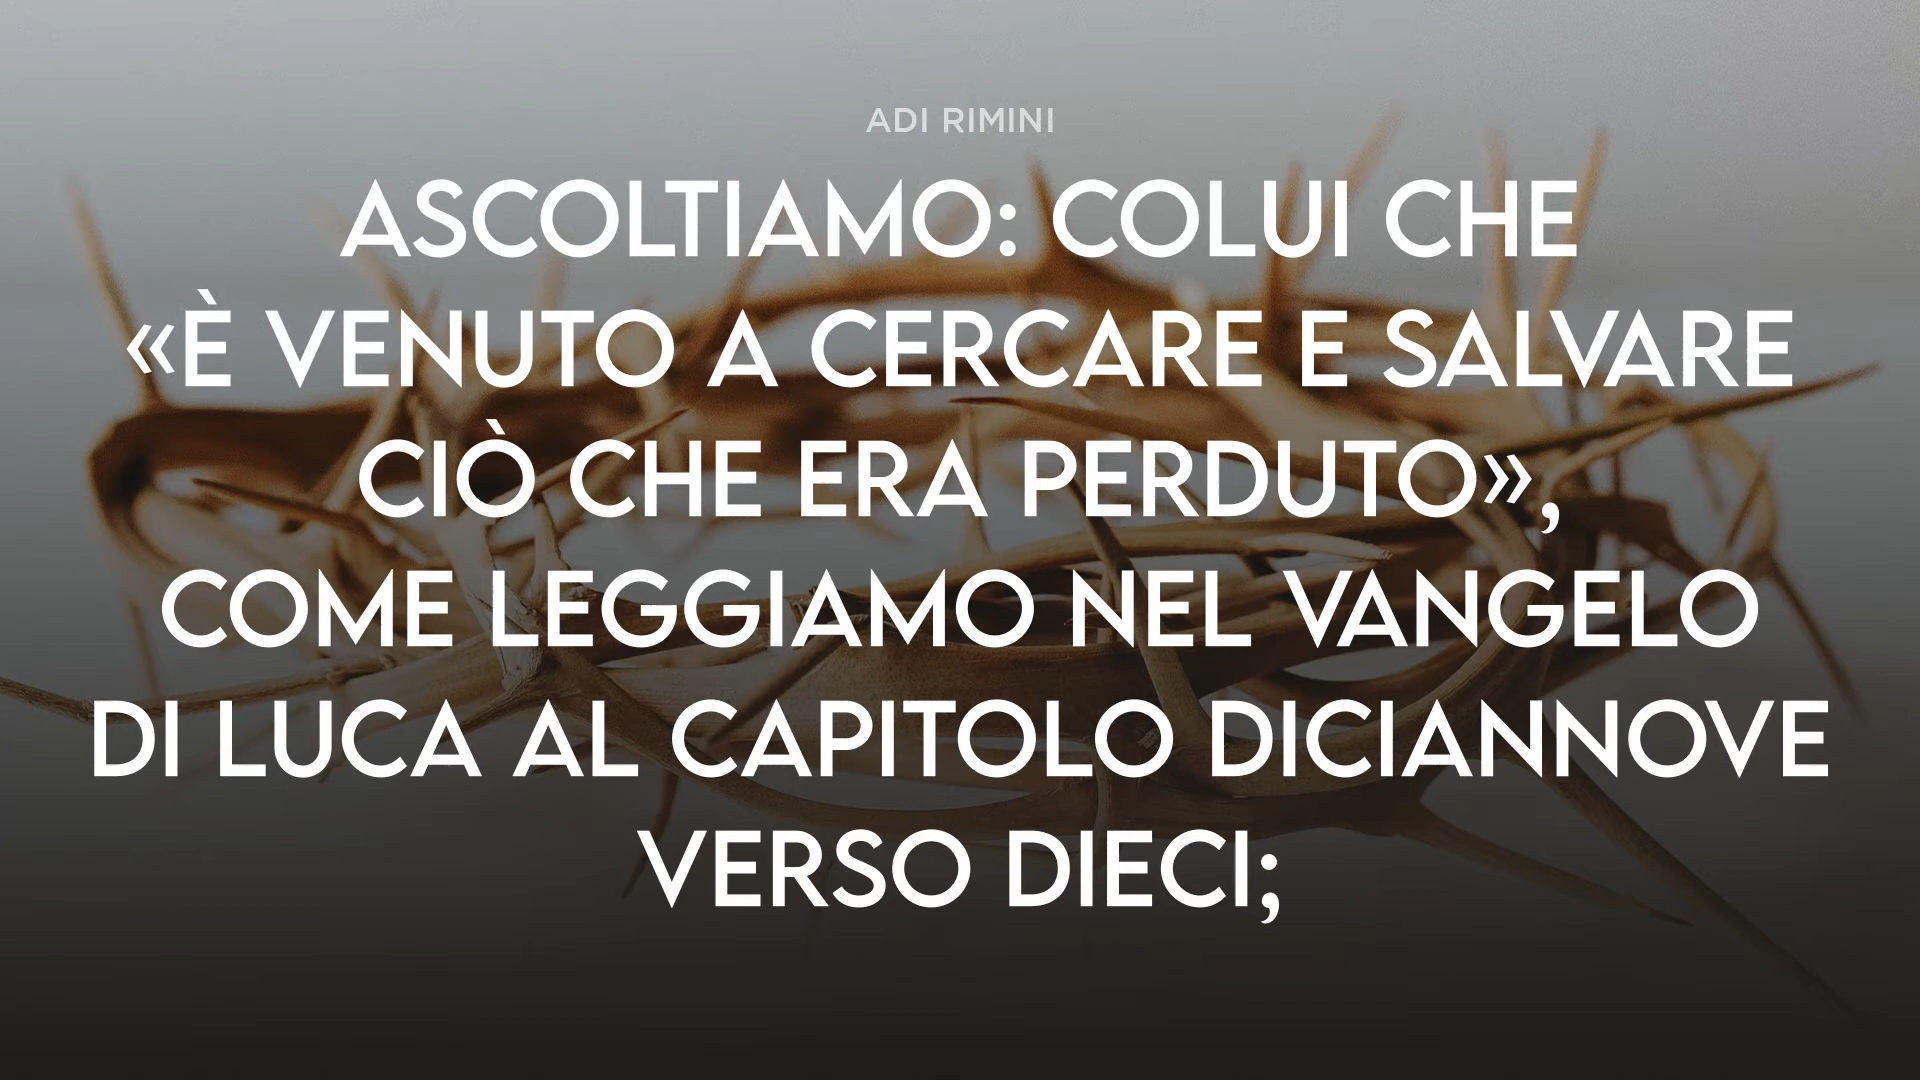 ADI RIMINI
ASCOLTIAMO: COLUI CHE
«È VENUTO A CERCARE E SALVARE
CIÒ CHE ERA PERDUTO»,
COME LEGGIAMO NEL VANGELO
DI LUCA AL CAPITOLO DICIANNOVE
VERSO DIECI;